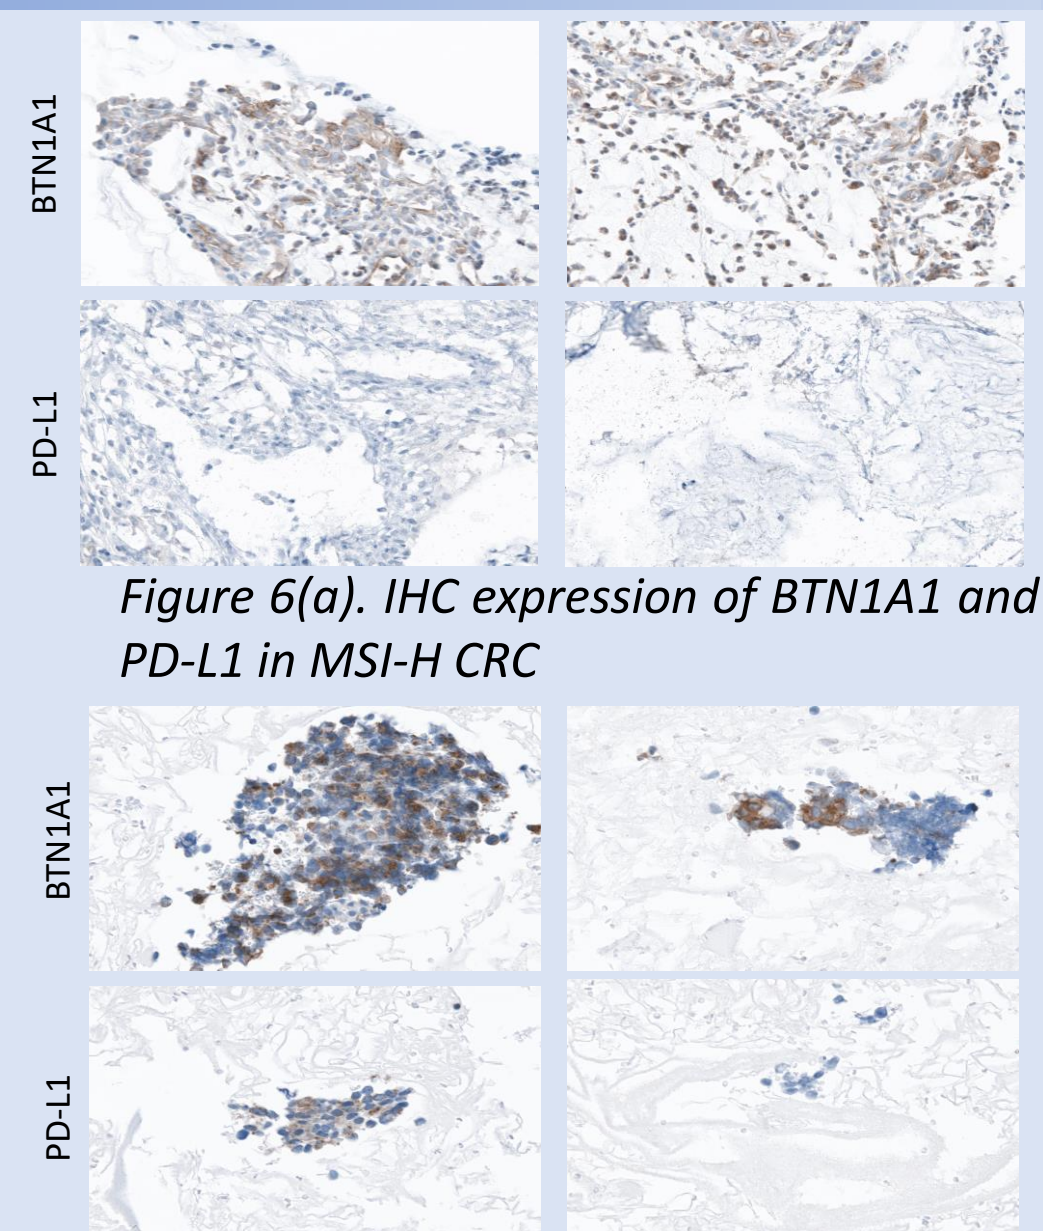 BTN1A1
PD-L1
Figure 6(a). IHC expression of BTN1A1 and
PD-L1 in MSI-H CRC
BTN1A1
PD-L1